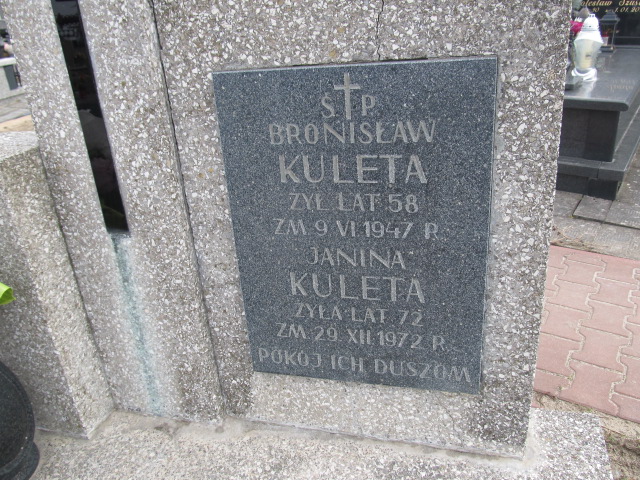 Ś†P
BRONISŁAW
KULETA
ŻYŁ LAT 58
ZM 9 VI 1947 R.
JANINA
KULETA
ŻYŁA LAT 72
ZM. 29. XII. 1972 R.
POKÓJ ICH DUSZOM